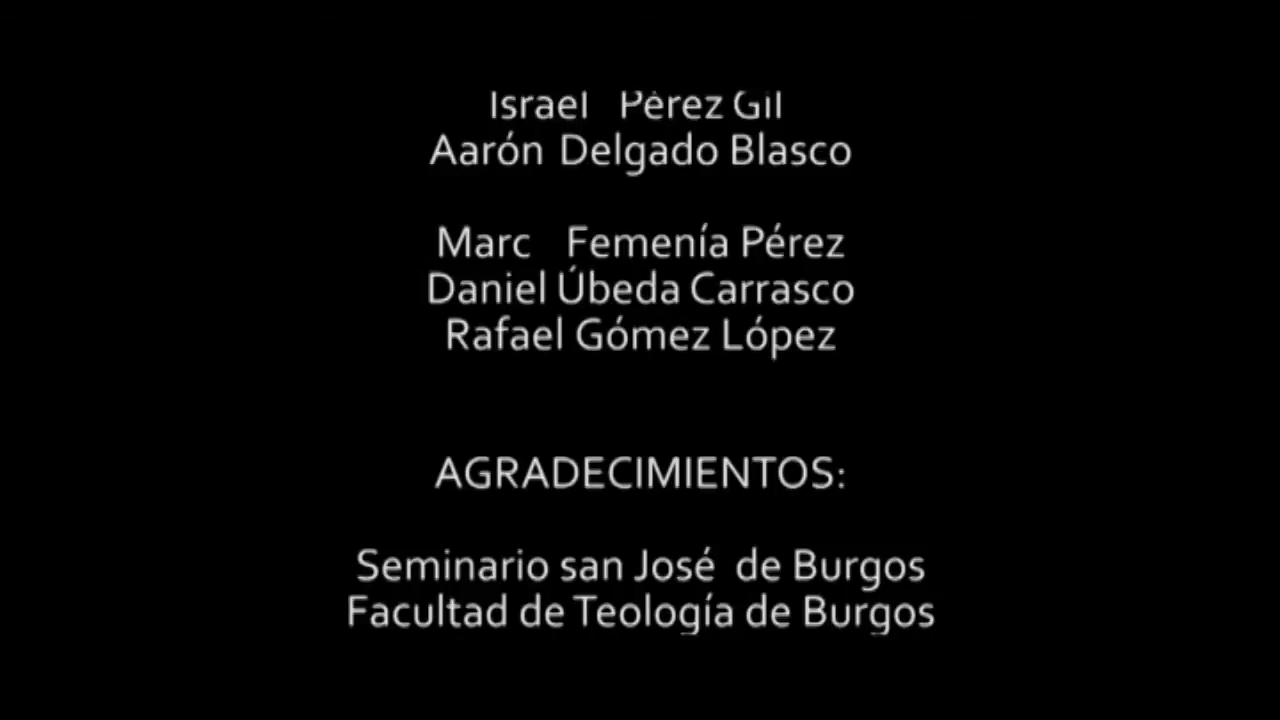 Israel Pérez Gil
Aarón Delgado Blasco
Marc Femenía Pérez
Daniel Úbeda Carrasco
Rafael Gómez López
AGRADECIMIENTOS:
Seminario san José de Burgos
Facultad de Teología de Burgos